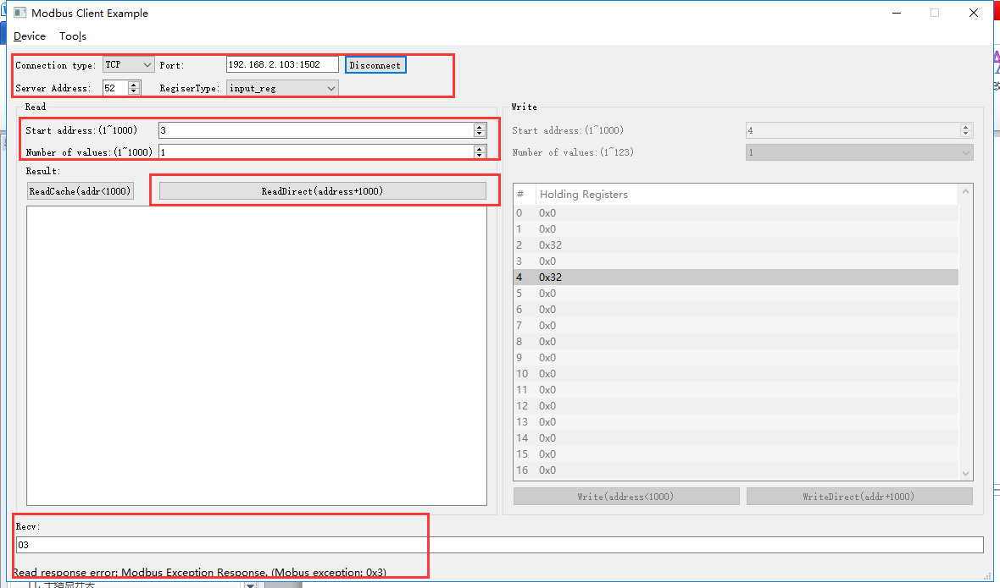 Modbus Client Example
Device Tools
Connection type: TCP Port: 192.168.2.103:1502 Disconnect
Server Address: 52 RegiserType: input_reg
Read
Start address:(1~1000) 3
Number of values:(1~1000) 1
Result:
ReadCache(addr<1000) ReadDirect(address+1000)
Write
Start address:(1~1000) 4
Number of values:(1~123) 1
# Holding Registers
0 0x0
1 0x0
2 0x32
3 0x0
4 0x32
5 0x0
6 0x0
7 0x0
8 0x0
9 0x0
10 0x0
11 0x0
12 0x0
13 0x0
14 0x0
15 0x0
16 0x0
Write(address<1000) WriteDirect(addr+1000)
Recv:
03
Read response error: Modbus Exception Response. (Mobus exception: 0x3)